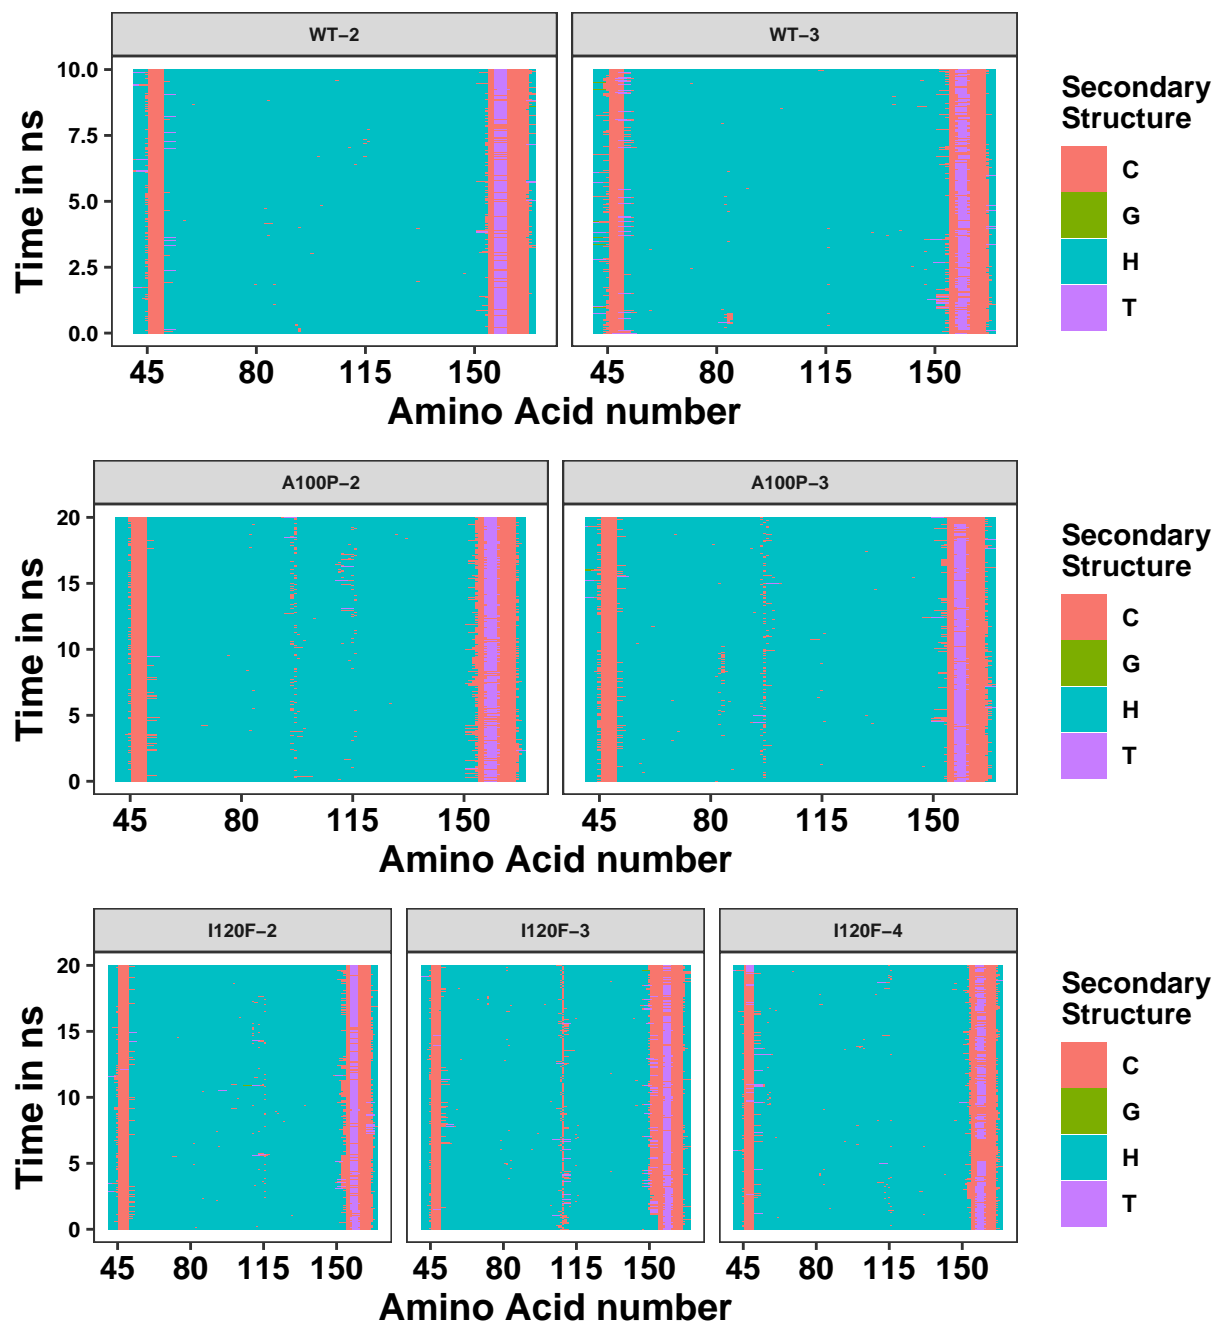 WT−2 WT−3
10.0
7.5
5.0
2.5
0.0
Time in ns
45 80 115 150 45 80 115 150
Amino Acid number
Secondary
Structure
C
G
H
T
A100P−2 A100P−3
20
15
10
5
0
Time in ns
45 80 115 150 45 80 115 150
Amino Acid number
Secondary
Structure
C
G
H
T
I120F−2 I120F−3 I120F−4
20
15
10
5
0
Time in ns
45 80 115 150 45 80 115 150 45 80 115 150
Amino Acid number
Secondary
Structure
C
G
H
T